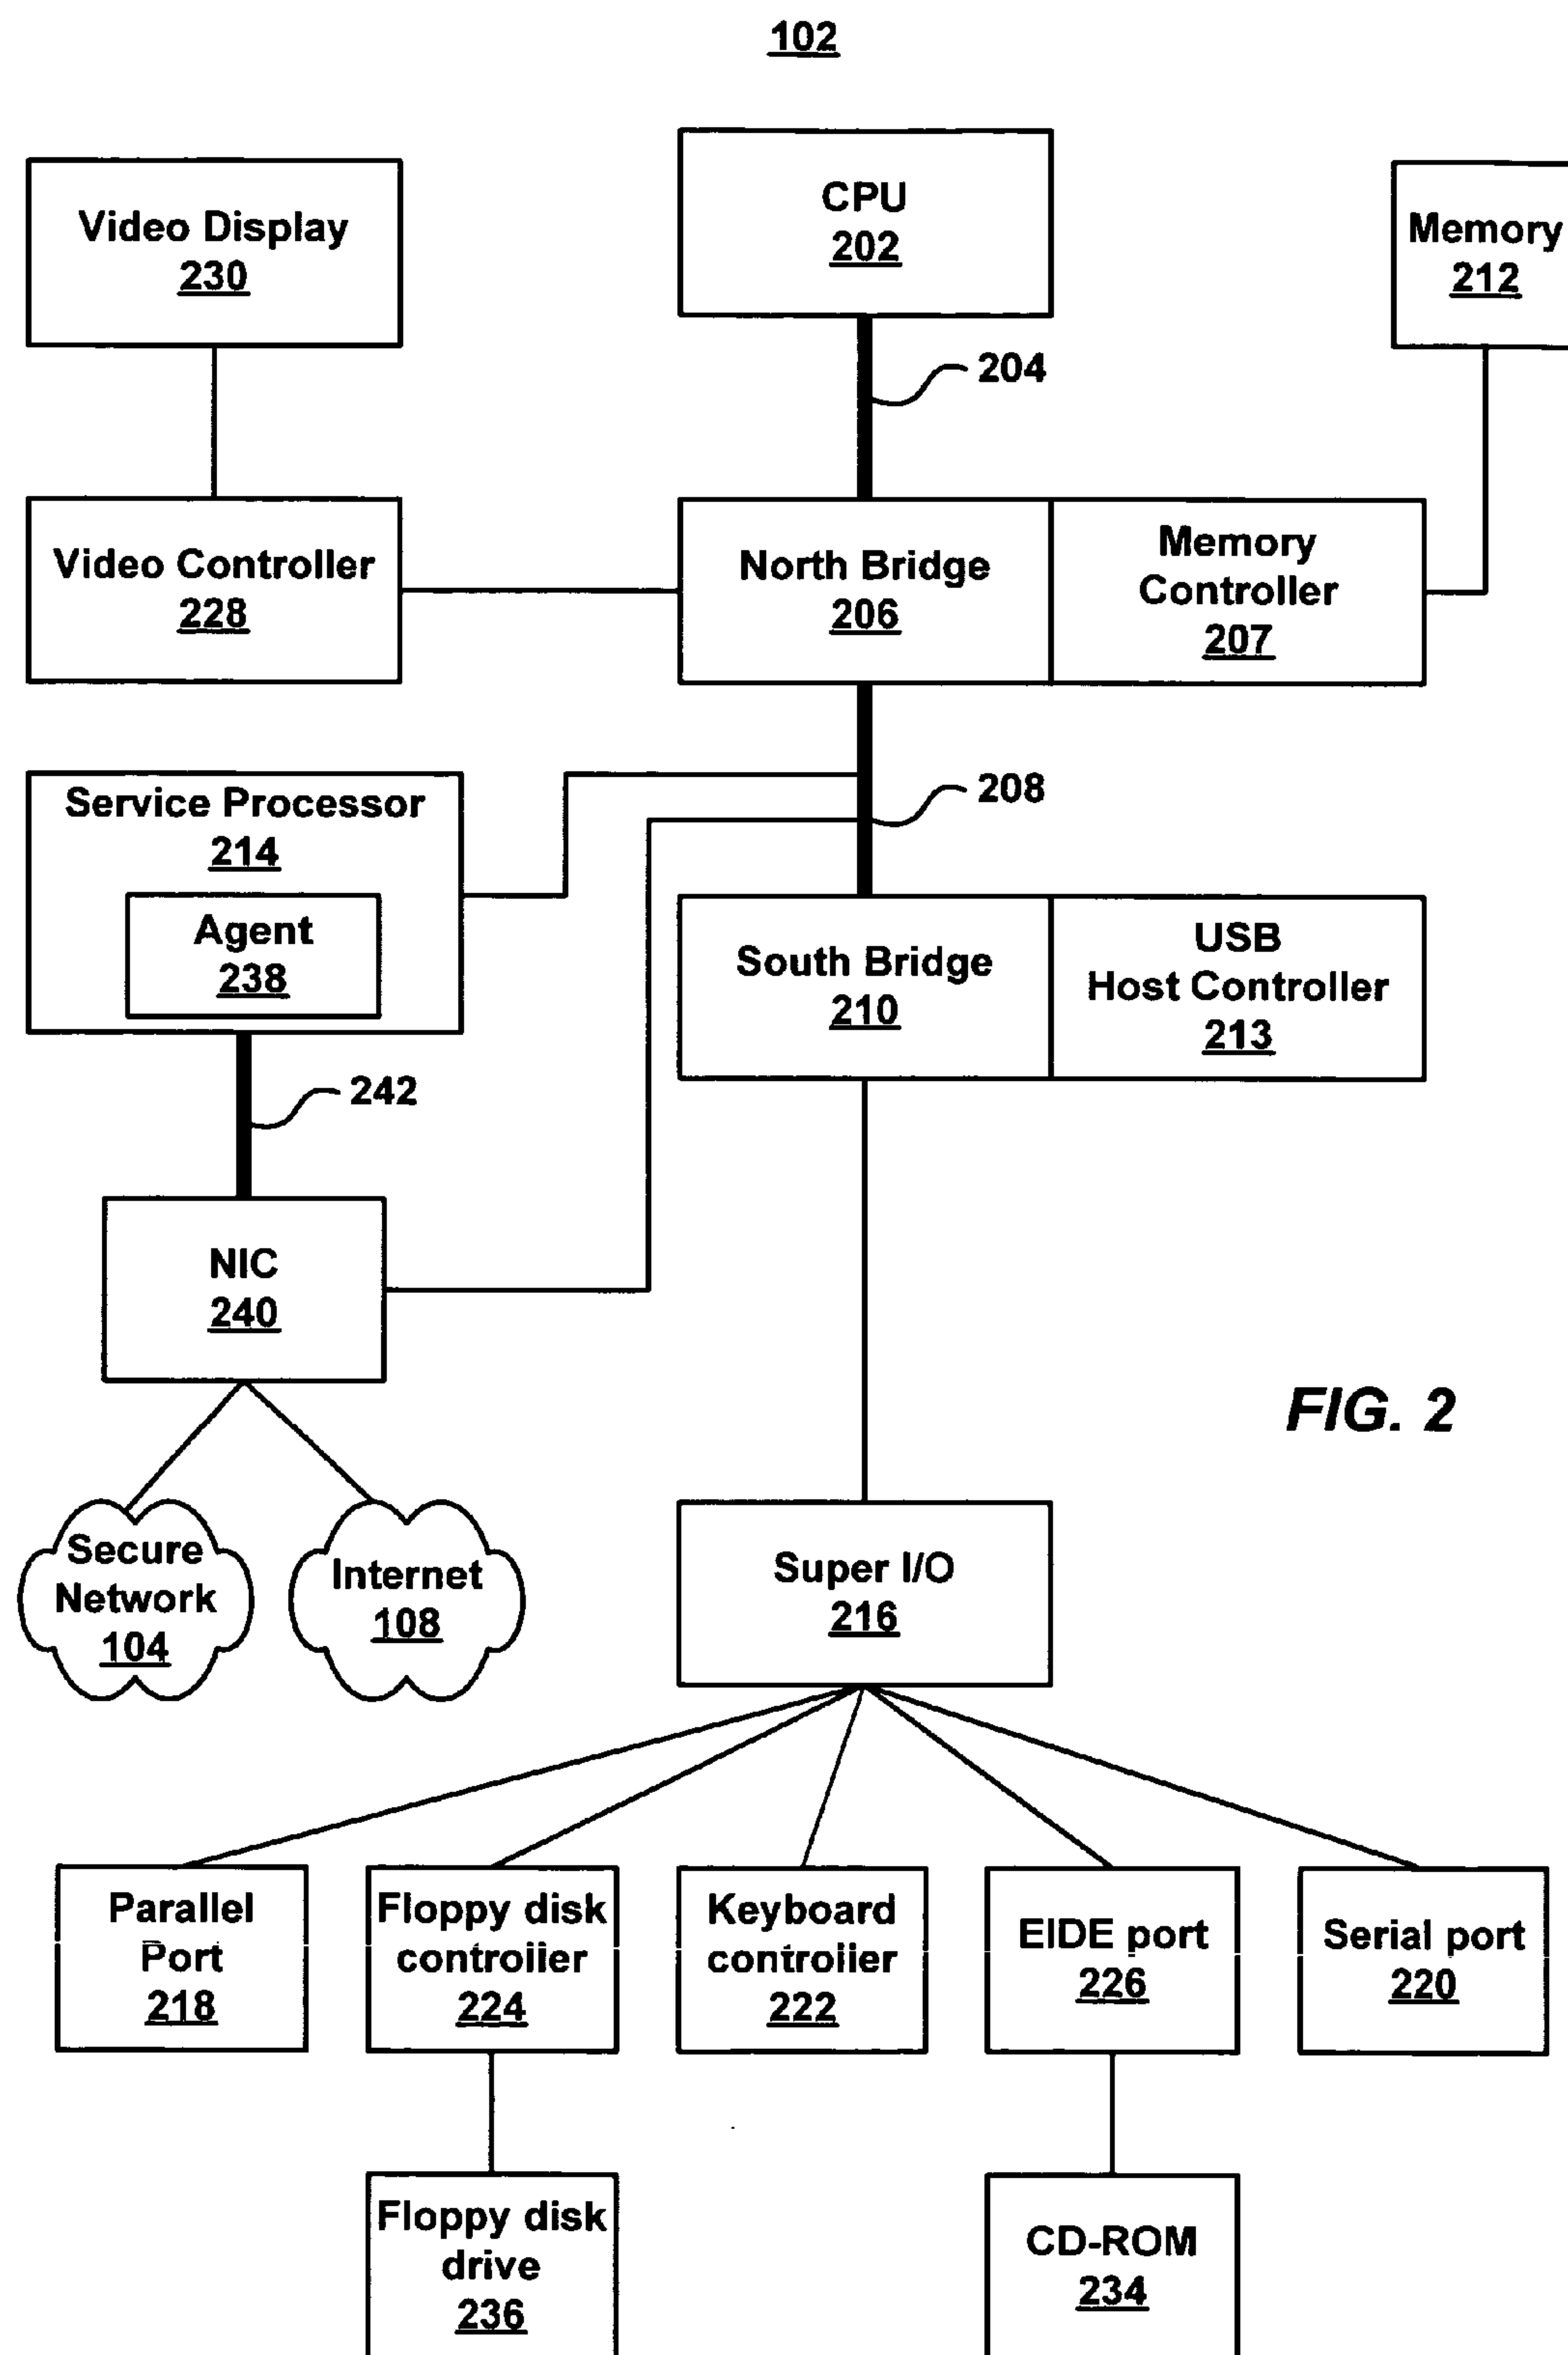 102
Video Display
230
CPU
202
Memory
212
204
Video Controller
228
North Bridge
206
Memory
Controller
207
Service Processor
214
Agent
238
208
South Bridge
210
USB
Host Controller
213
242
NIC
240
FIG. 2
Secure
Network
104
Internet
108
Super I/O
216
Parallel
Port
218
Floppy disk
controller
224
Keyboard
controller
222
EIDE port
226
Serial port
220
Floppy disk
drive
236
CD-ROM
234